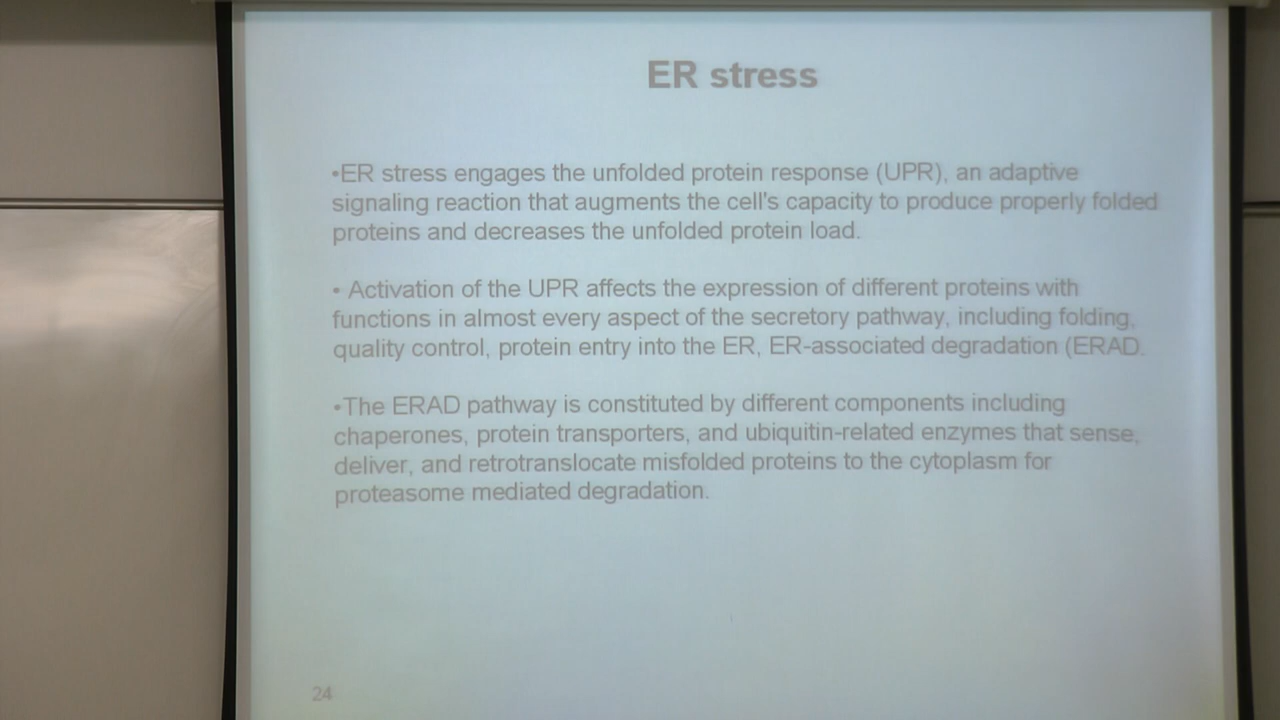 ER stress
•ER stress engages the unfolded protein response (UPR), an adaptive
signaling reaction that augments the cell's capacity to produce properly folded
proteins and decreases the unfolded protein load.
• Activation of the UPR affects the expression of different proteins with
functions in almost every aspect of the secretory pathway, including folding,
quality control, protein entry into the ER, ER-associated degradation (ERAD.
•The ERAD pathway is constituted by different components including
chaperones, protein transporters, and ubiquitin-related enzymes that sense,
deliver, and retrotranslocate misfolded proteins to the cytoplasm for
proteasome mediated degradation.
24